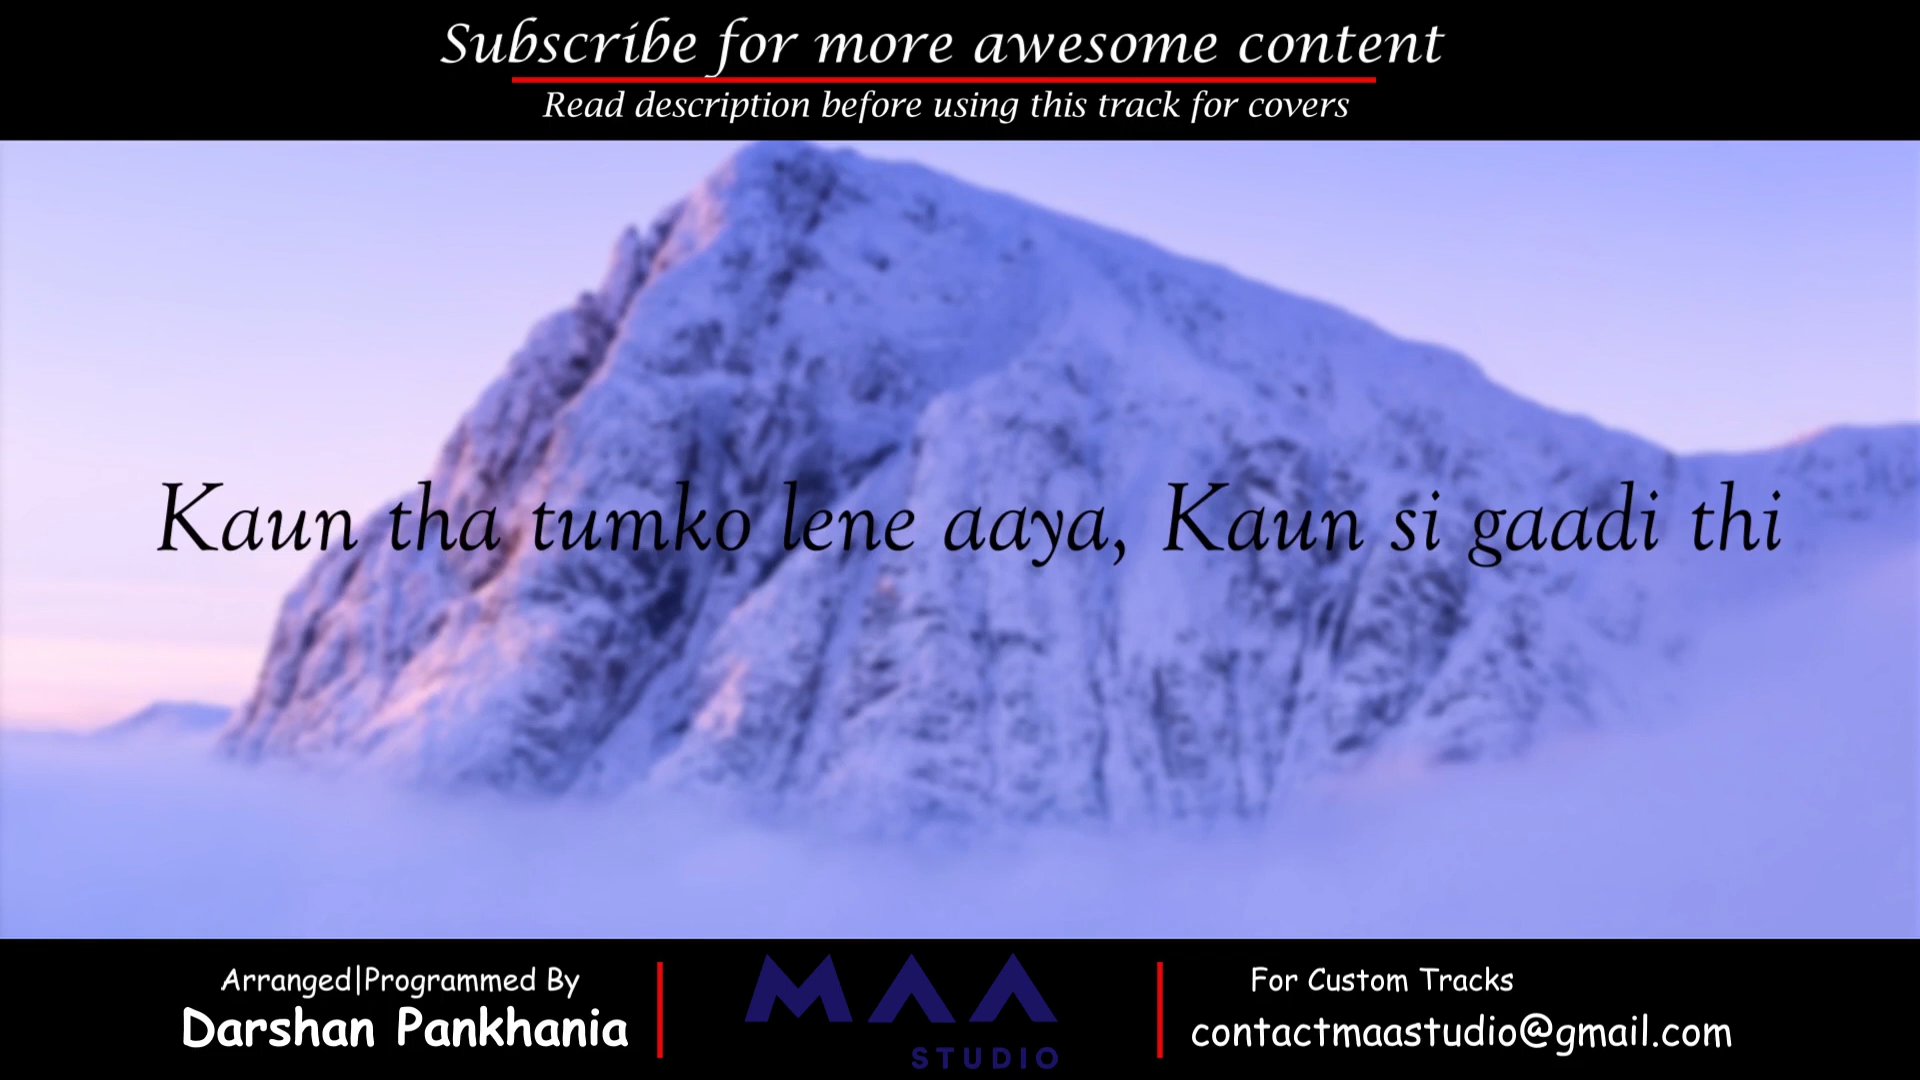 Subscribe for more awesome content
Read description before using this track for covers
Kaun tha tumko lene aaya, Kaun si gaadi thi
Arranged|Programmed By
Darshan Pankhania
MAA
STUDIO
For Custom Tracks
contactmaastudio@gmail.com